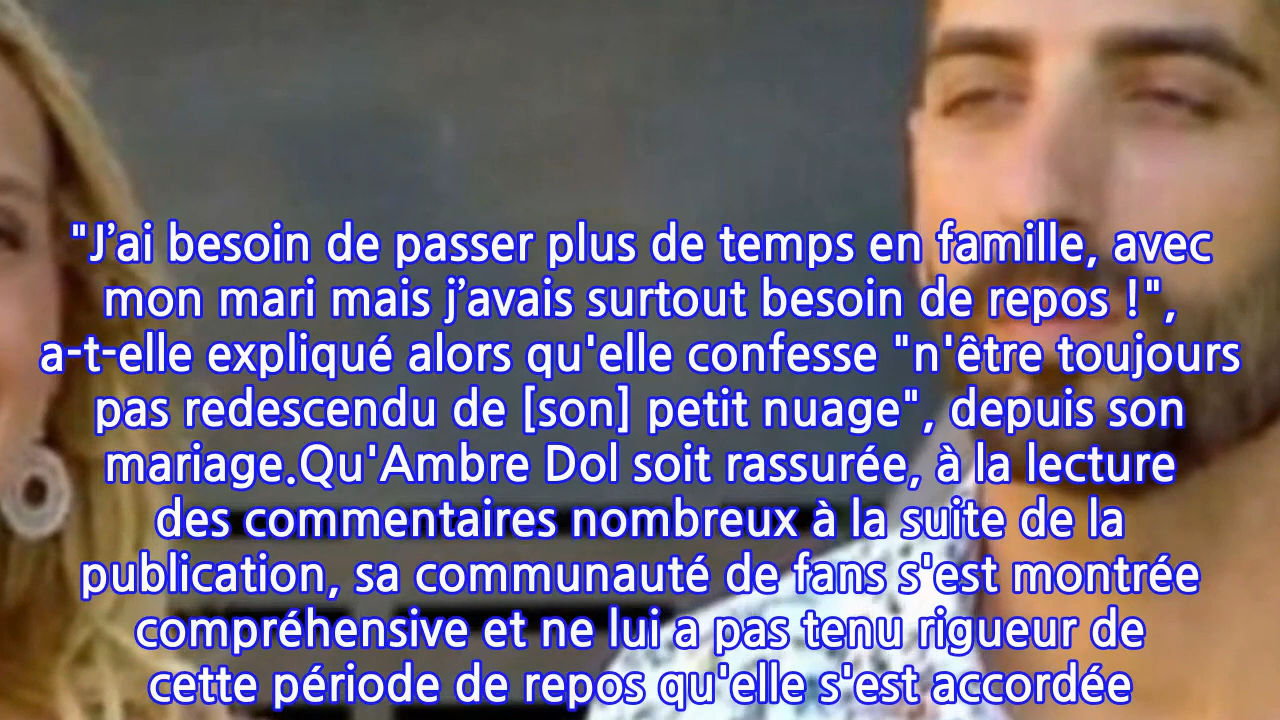 "J’ai besoin de passer plus de temps en famille, avec
mon mari mais j’avais surtout besoin de repos !",
a-t-elle expliqué alors qu'elle confesse "n'être toujours
pas redescendu de [son] petit nuage", depuis son
mariage.Qu'Ambre Dol soit rassurée, à la lecture
des commentaires nombreux à la suite de la
publication, sa communauté de fans s'est montrée
compréhensive et ne lui a pas tenu rigueur de
cette période de repos qu'elle s'est accordée